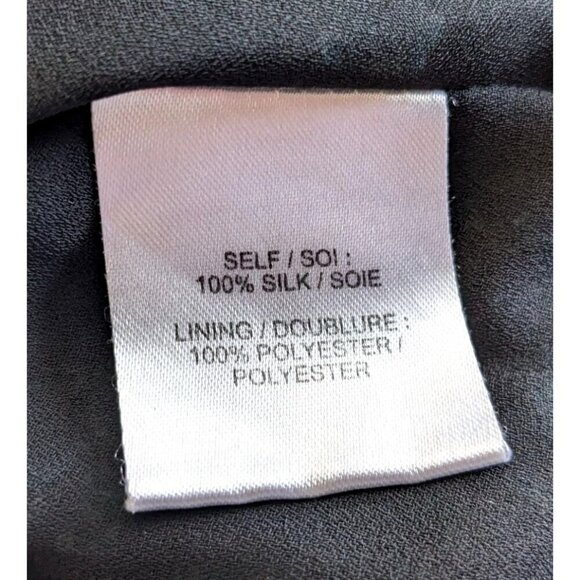 SELF / SOI :
100% SILK / SOIE
LINING / DOUBLURE :
100% POLYESTER /
POLYESTER